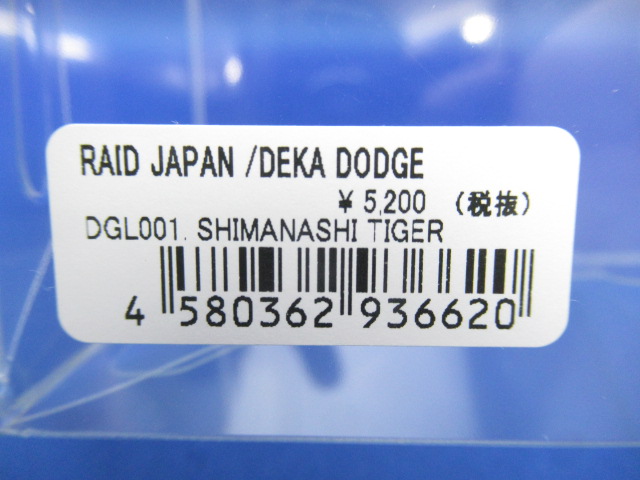 RAID JAPAN /DEKA DODGE
¥ 5,200 (税抜)
DGL001. SHIMANASHI TIGER
4 580362 936620